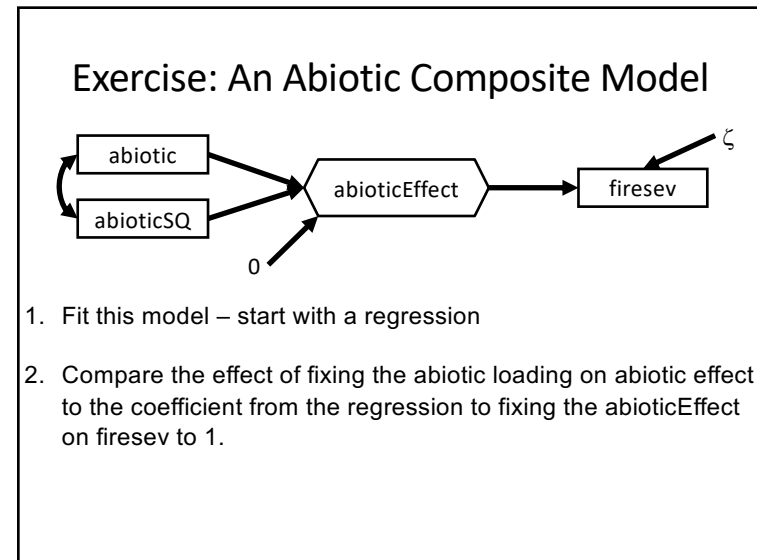 Exercise: An Abiotic Composite Model
abiotic
abioticSQ
abioticEffect
firesev
ζ
0
1. Fit this model – start with a regression
2. Compare the effect of fixing the abiotic loading on abiotic effect
to the coefficient from the regression to fixing the abioticEffect
on firesev to 1.